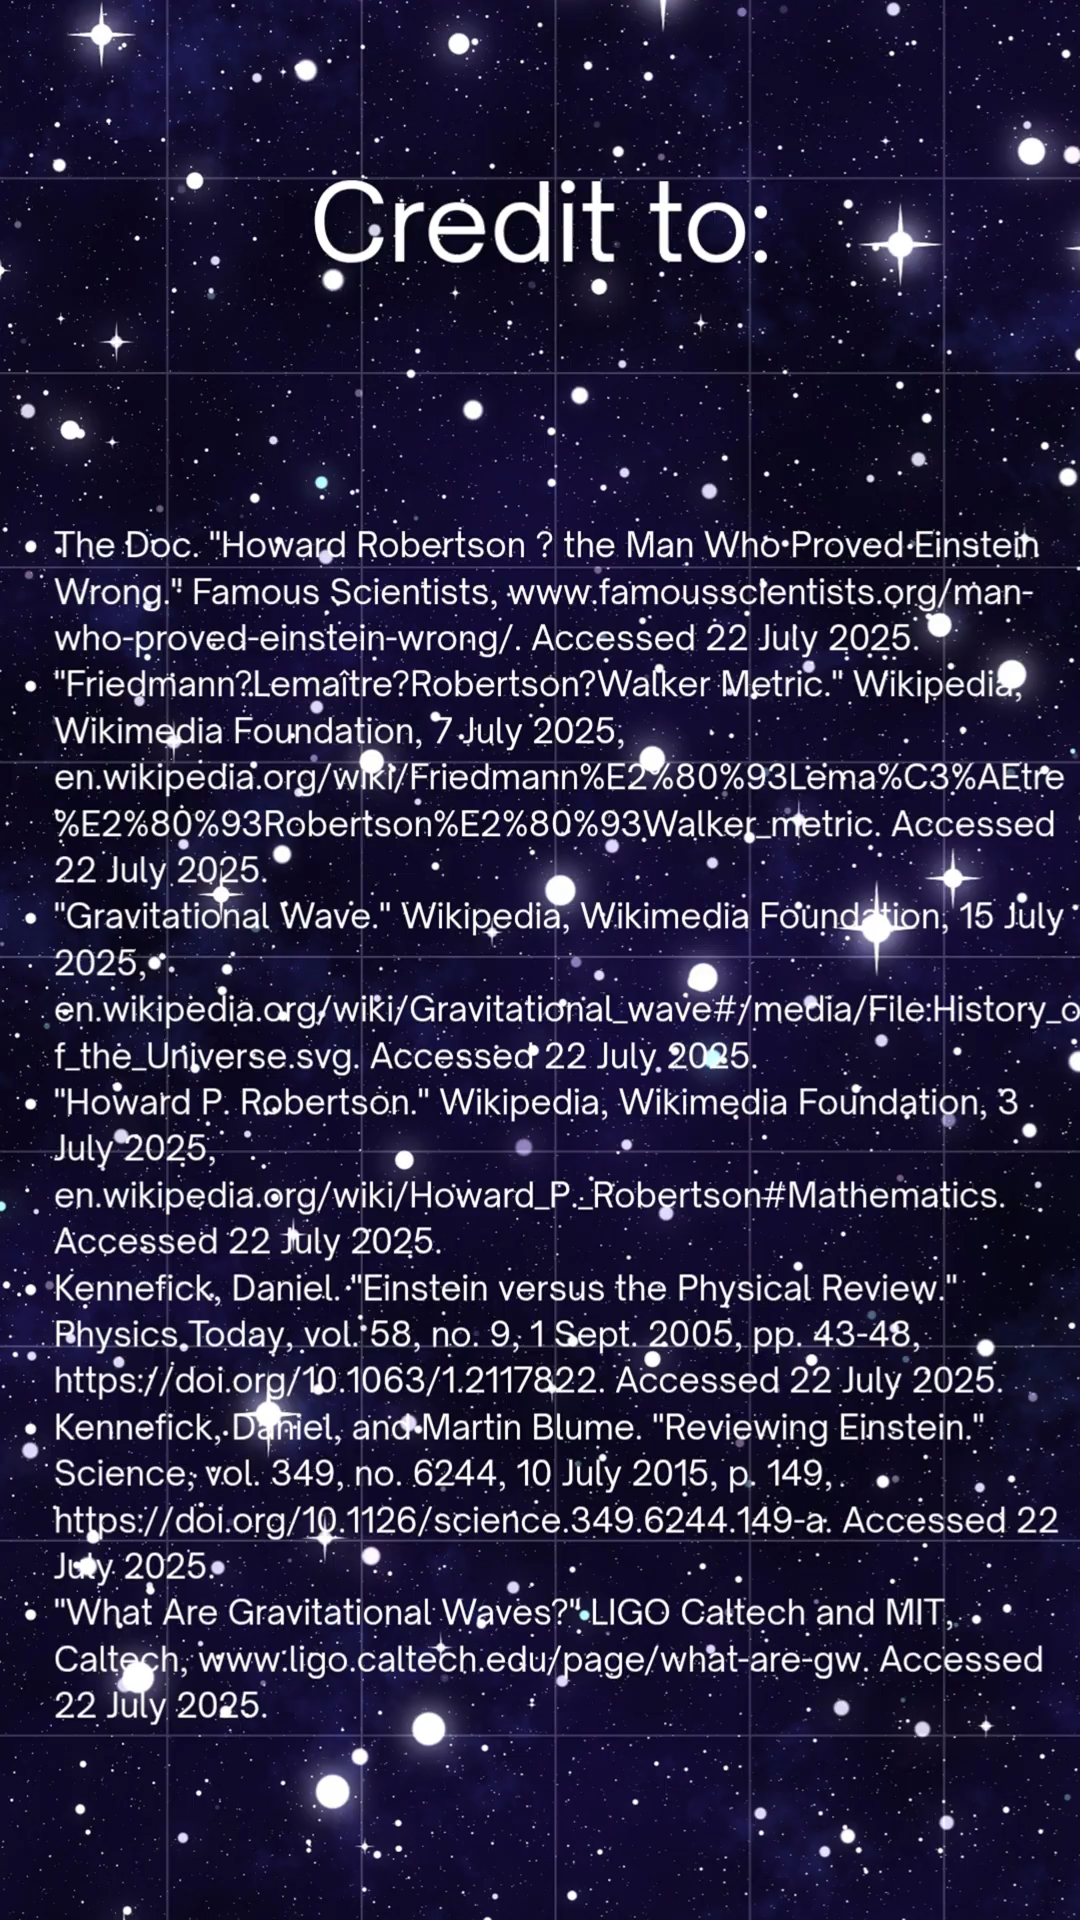 Credit to:
• The Doc. "Howard Robertson ? the Man Who Proved Einstein
Wrong." Famous Scientists, www.famousscientists.org/man-
who-proved-einstein-wrong/. Accessed 22 July 2025.
• "Friedmann?Lemaître?Robertson?Walker Metric." Wikipedia,
Wikimedia Foundation, 7 July 2025,
en.wikipedia.org/wiki/Friedmann%E2%80%93Lema%C3%AEtre
%E2%80%93Robertson%E2%80%93Walker_metric. Accessed
22 July 2025.
• "Gravitational Wave." Wikipedia, Wikimedia Foundation, 15 July
2025,
en.wikipedia.org/wiki/Gravitational_wave#/media/File:History_o
f_the_Universe.svg. Accessed 22 July 2025.
• "Howard P. Robertson." Wikipedia, Wikimedia Foundation, 3
July 2025,
en.wikipedia.org/wiki/Howard_P._Robertson#Mathematics.
Accessed 22 July 2025.
• Kennefick, Daniel. "Einstein versus the Physical Review."
Physics Today, vol. 58, no. 9, 1 Sept. 2005, pp. 43-48,
https://doi.org/10.1063/1.2117822. Accessed 22 July 2025.
• Kennefick, Daniel, and Martin Blume. "Reviewing Einstein."
Science, vol. 349, no. 6244, 10 July 2015, p. 149,
https://doi.org/10.1126/science.349.6244.149-a. Accessed 22
July 2025.
• "What Are Gravitational Waves?" LIGO Caltech and MIT,
Caltech, www.ligo.caltech.edu/page/what-are-gw. Accessed
22 July 2025.